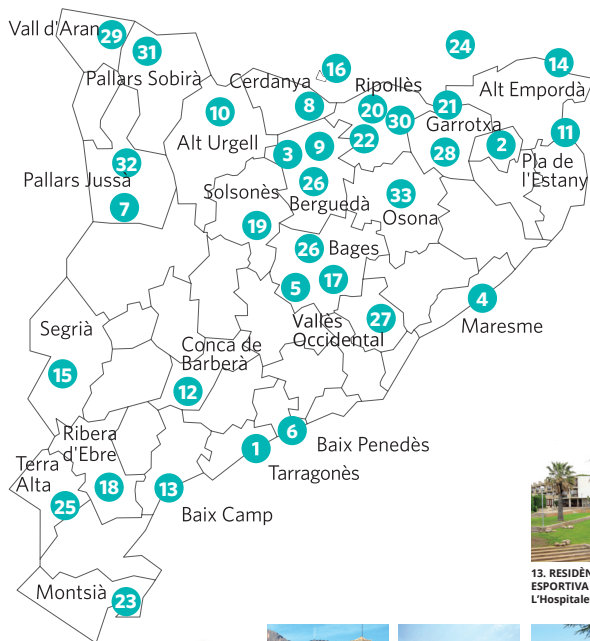 Vall d'Aran
29
31
24
Pallars Sobirà
16
14
Cerdanya
Ripollès
Alt Empordà
10
8
20
30
21
Garrotxa
11
Alt Urgell
3
9
22
28
2
Pla de
l'Estany
32
Pallars Jussà
7
26
Berguedà
33
Osona
Solsonès
19
26
Bages
5
17
4
Maresme
27
Vallès
Occidental
Segrià
15
Conca de
Barberà
12
Ribera
d'Ebre
6
Baix Penedès
1
Tarragonès
Terra
Alta
18
13
Baix Camp
25
Montsià
23
13. RESIDÈN
ESPORTIVA
L'Hospitale